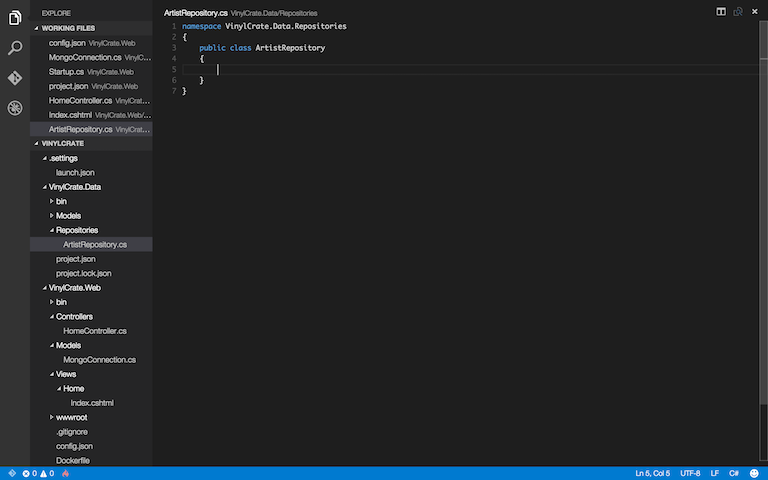 EXPLORE
WORKING FILES
config.json VinylCrate.Web
MongoConnection.cs VinylC...
Startup.cs VinylCrate.Web
project.json VinylCrate.Web
HomeController.cs VinylCrat...
Index.cshtml VinylCrate.Web/...
ArtistRepository.cs VinylCrat...
VINYLCRATE
.settings
launch.json
VinylCrate.Data
bin
Models
Repositories
ArtistRepository.cs
project.json
project.lock.json
VinylCrate.Web
bin
Controllers
HomeController.cs
Models
MongoConnection.cs
Views
Home
Index.cshtml
wwwroot
.gitignore
config.json
Dockerfile
ArtistRepository.cs VinylCrate.Data/Repositories
1 namespace VinylCrate.Data.Repositories
2 {
3 public class ArtistRepository
4 {
5
6 }
7 }
0 0
Ln 5, Col 5 UTF-8 LF C#